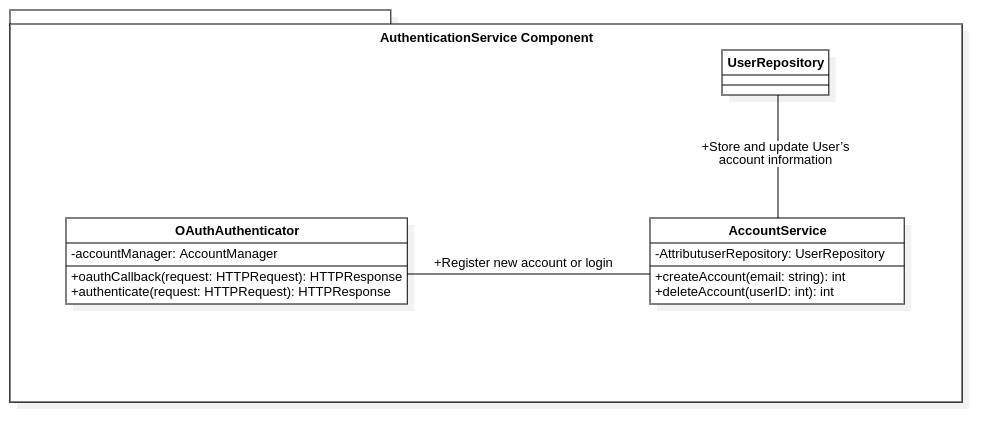 AuthenticationService Component
UserRepository
+Store and update User’s
account information
OAuthAuthenticator
-accountManager: AccountManager
+oauthCallback(request: HTTPRequest): HTTPResponse
+authenticate(request: HTTPRequest): HTTPResponse
+Register new account or login
AccountService
-AttributuserRepository: UserRepository
+createAccount(email: string): int
+deleteAccount(userID: int): int